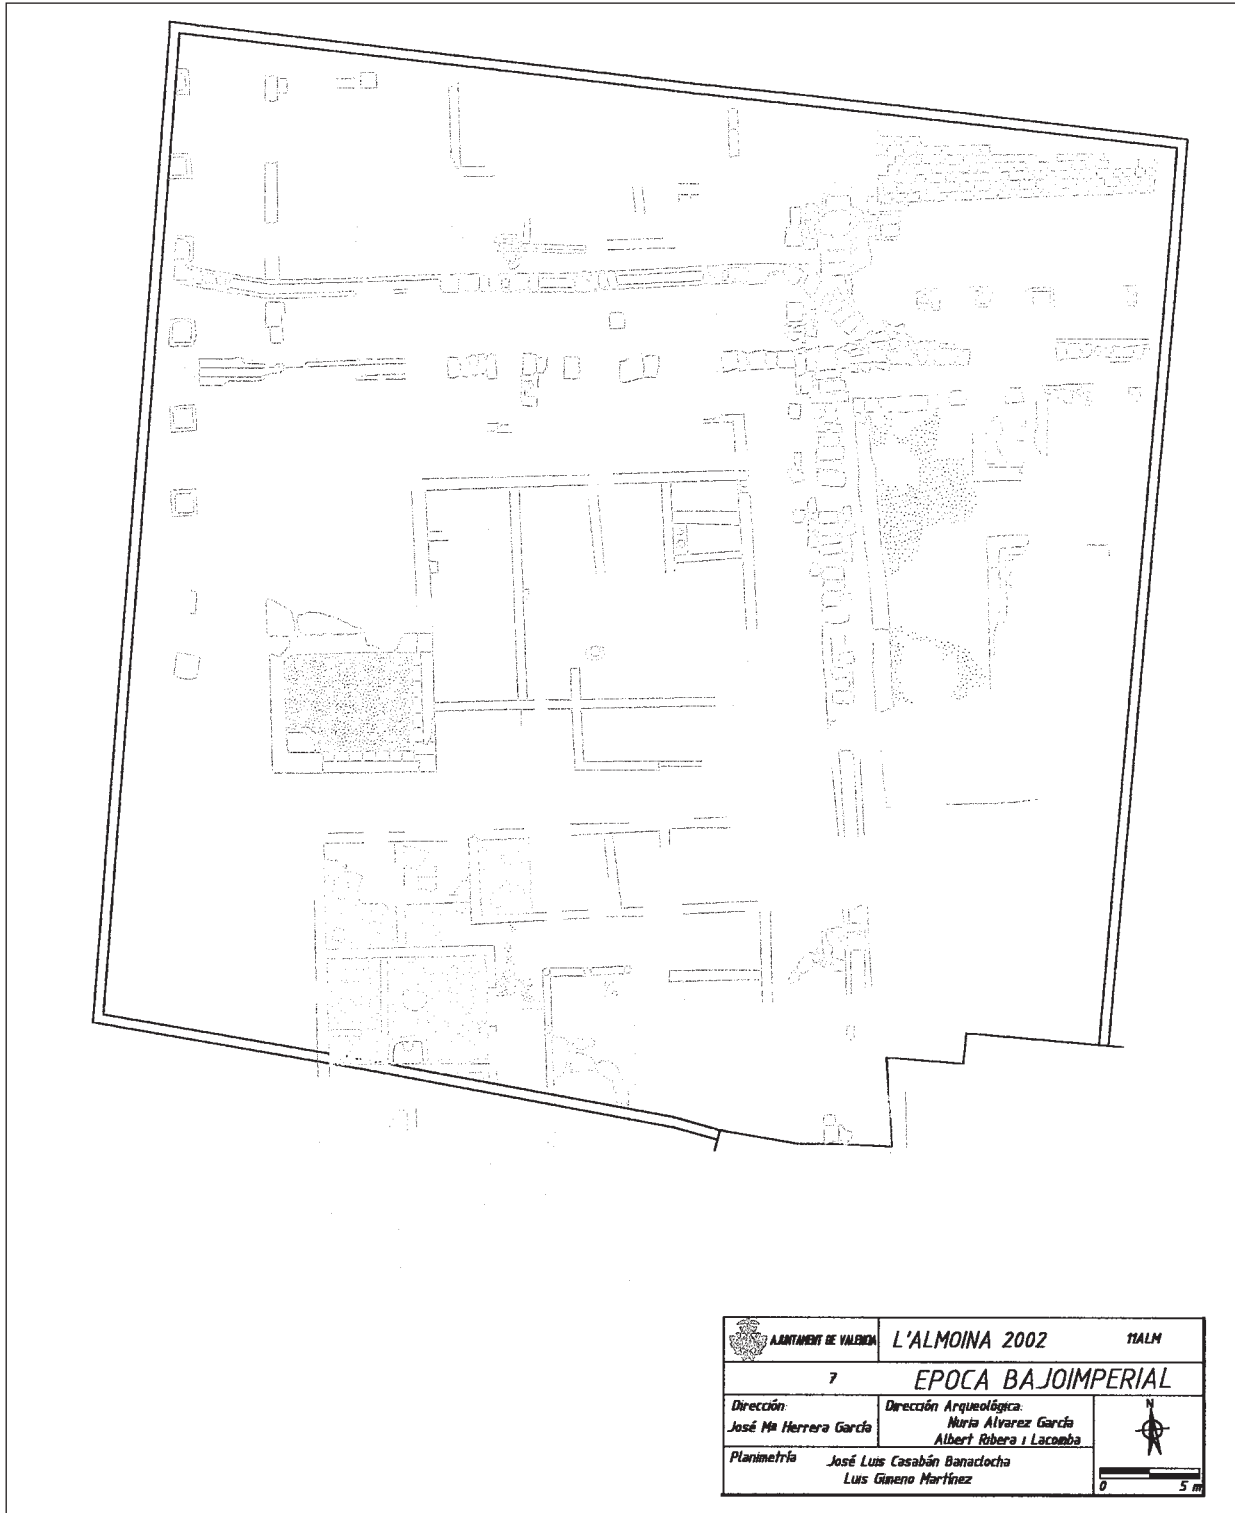 AJUNTAMENT DE VALENCIA
L'ALMOINA 2002 11ALM
7 EPOCA BAJOIMPERIAL
Dirección:
José Mª Herrera García
Dirección Arqueológica:
Nuria Alvarez García
Albert Ribera i Lacomba
N
Planimetría José Luis Casabán Banaclocha
Luis Gimeno Martínez
0 5 m